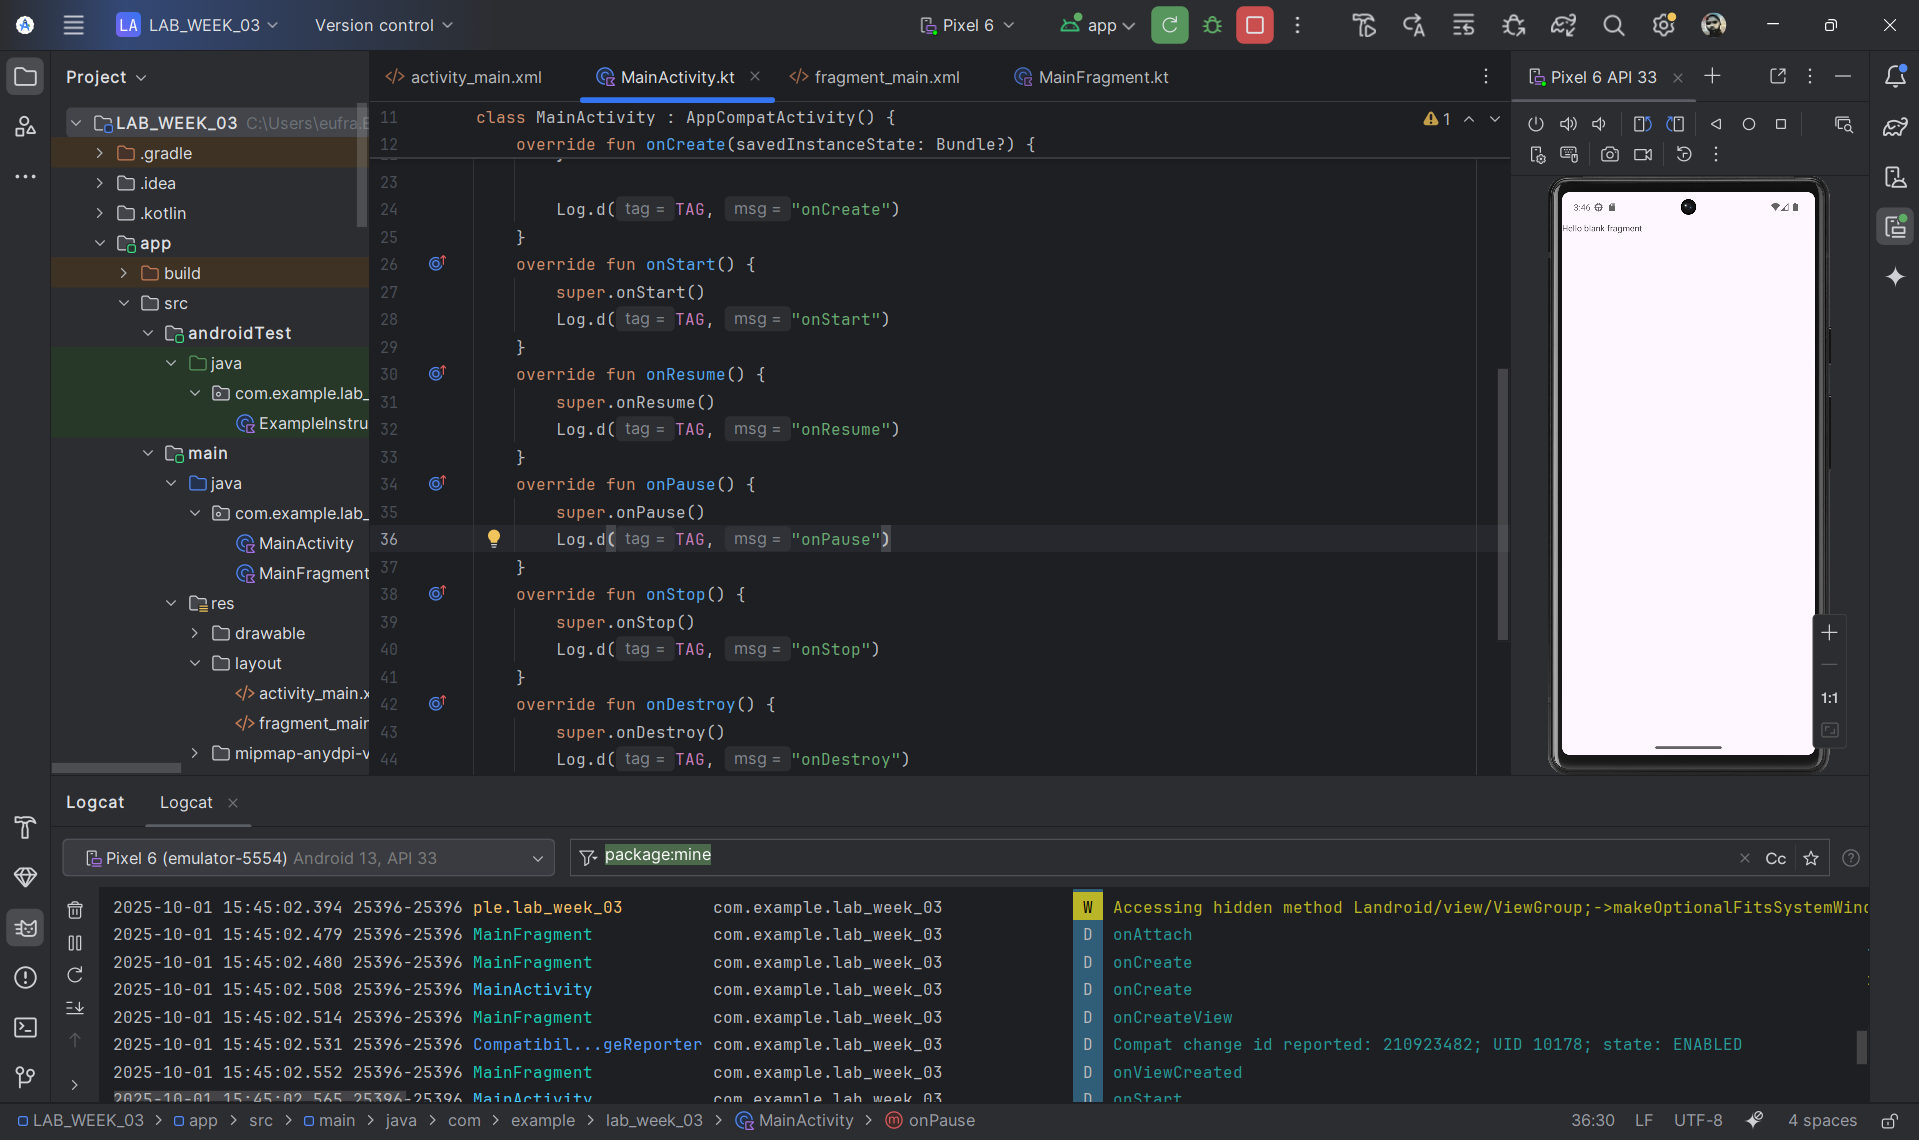 LA LAB_WEEK_03 Version control Pixel 6 app
Project activity_main.xml MainActivity.kt fragment_main.xml MainFragment.kt Pixel 6 API 33
LAB_WEEK_03 C:\Users\eufra.E
.gradle
.idea
.kotlin
app
build
src
androidTest
java
com.example.lab_
ExampleInstru
main
java
com.example.lab_
MainActivity
MainFragment
res
drawable
layout
activity_main.x
fragment_main
mipmap-anydpi-v
11 class MainActivity : AppCompatActivity() { 1
12 override fun onCreate(savedInstanceState: Bundle?) {
23
24 Log.d( tag = TAG, msg = "onCreate")
25 }
26 override fun onStart() {
27 super.onStart()
28 Log.d( tag = TAG, msg = "onStart")
29 }
30 override fun onResume() {
31 super.onResume()
32 Log.d( tag = TAG, msg = "onResume")
33 }
34 override fun onPause() {
35 super.onPause()
36 Log.d( tag = TAG, msg = "onPause")
37 }
38 override fun onStop() {
39 super.onStop()
40 Log.d( tag = TAG, msg = "onStop")
41 }
42 override fun onDestroy() {
43 super.onDestroy()
44 Log.d( tag = TAG, msg = "onDestroy")
3:46
Hello blank fragment
1:1
Logcat Logcat
Pixel 6 (emulator-5554) Android 13, API 33 package:mine Cc
2025-10-01 15:45:02.394 25396-25396 ple.lab_week_03 com.example.lab_week_03 W Accessing hidden method Landroid/view/ViewGroup;->makeOptionalFitsSystemWind
2025-10-01 15:45:02.479 25396-25396 MainFragment com.example.lab_week_03 D onAttach
2025-10-01 15:45:02.480 25396-25396 MainFragment com.example.lab_week_03 D onCreate
2025-10-01 15:45:02.508 25396-25396 MainActivity com.example.lab_week_03 D onCreate
2025-10-01 15:45:02.514 25396-25396 MainFragment com.example.lab_week_03 D onCreateView
2025-10-01 15:45:02.531 25396-25396 Compatibil...geReporter com.example.lab_week_03 D Compat change id reported: 210923482; UID 10178; state: ENABLED
2025-10-01 15:45:02.552 25396-25396 MainFragment com.example.lab_week_03 D onViewCreated
2025-10-01 15:45:02.565 25396-25396 MainActivity com.example.lab_week_03 D onStart
LAB_WEEK_03 > app > src > main > java > com > example > lab_week_03 > MainActivity > m onPause 36:30 LF UTF-8 4 spaces